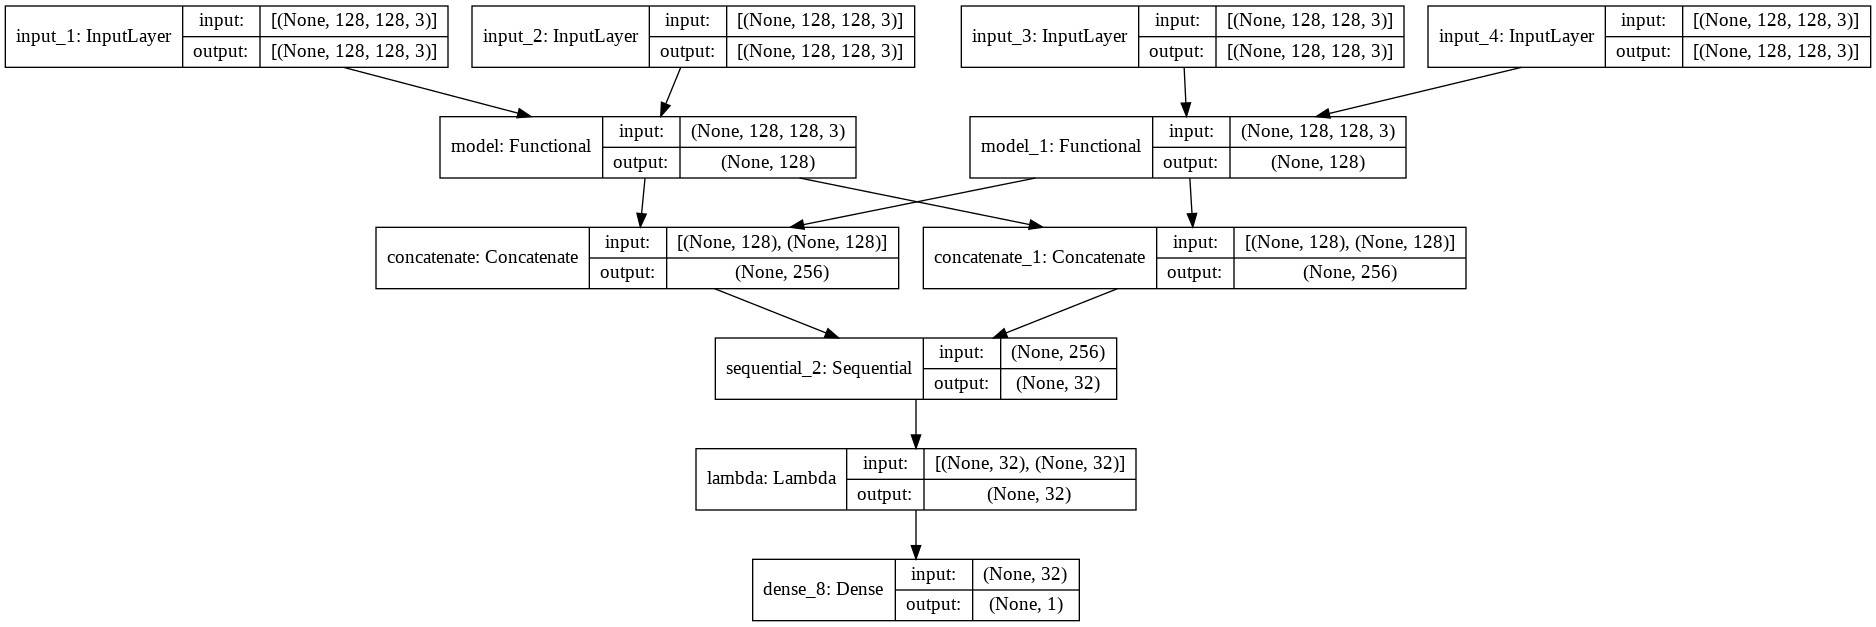 input_1: InputLayer
input: [(None, 128, 128, 3)]
output: [(None, 128, 128, 3)]
input_2: InputLayer
input: [(None, 128, 128, 3)]
output: [(None, 128, 128, 3)]
input_3: InputLayer
input: [(None, 128, 128, 3)]
output: [(None, 128, 128, 3)]
input_4: InputLayer
input: [(None, 128, 128, 3)]
output: [(None, 128, 128, 3)]
model: Functional
input: (None, 128, 128, 3)
output: (None, 128)
model_1: Functional
input: (None, 128, 128, 3)
output: (None, 128)
concatenate: Concatenate
input: [(None, 128), (None, 128)]
output: (None, 256)
concatenate_1: Concatenate
input: [(None, 128), (None, 128)]
output: (None, 256)
sequential_2: Sequential
input: (None, 256)
output: (None, 32)
lambda: Lambda
input: [(None, 32), (None, 32)]
output: (None, 32)
dense_8: Dense
input: (None, 32)
output: (None, 1)